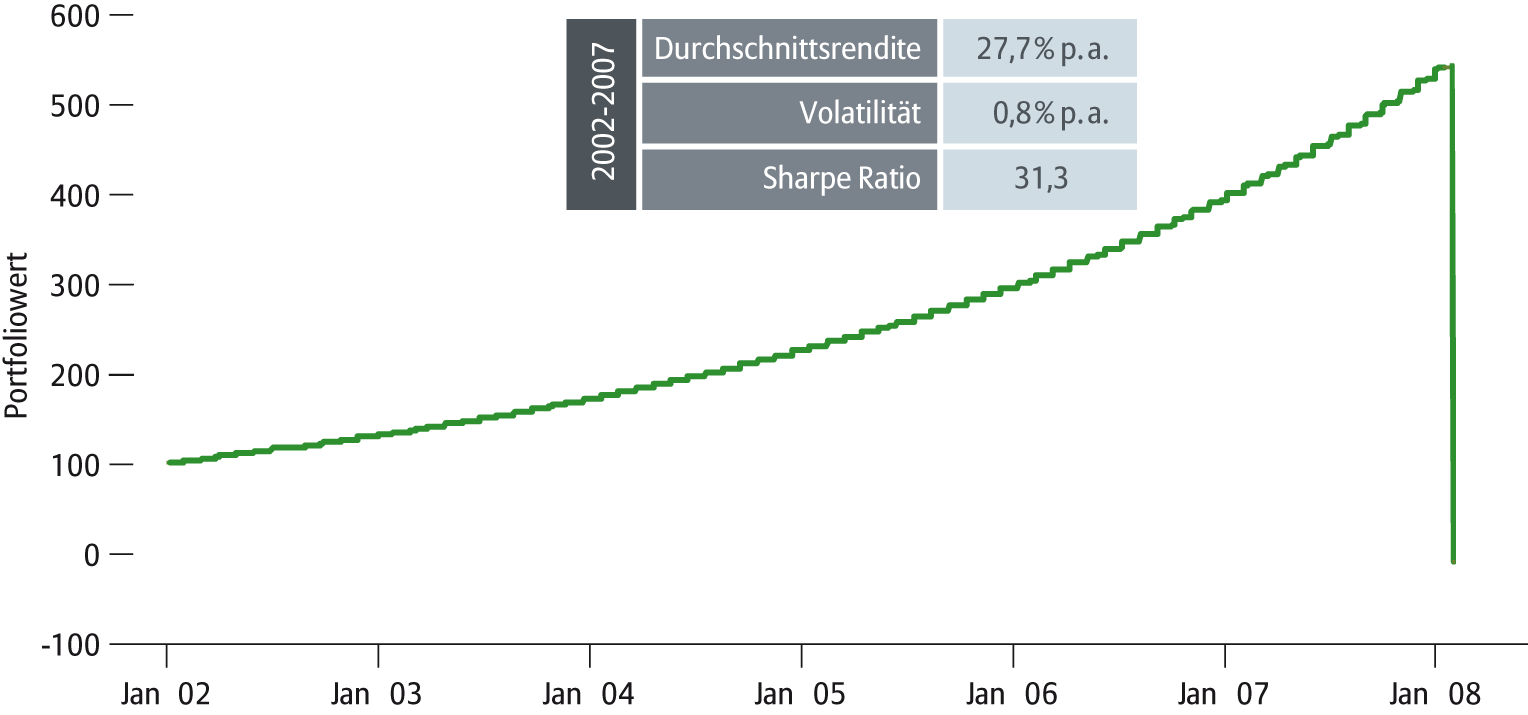 600
500
400
300
200
100
0
-100
Portfoliowert
2002-2007
Durchschnittsrendite 27,7% p.a.
Volatilität 0,8% p.a.
Sharpe Ratio 31,3
Jan 02 Jan 03 Jan 04 Jan 05 Jan 06 Jan 07 Jan 08